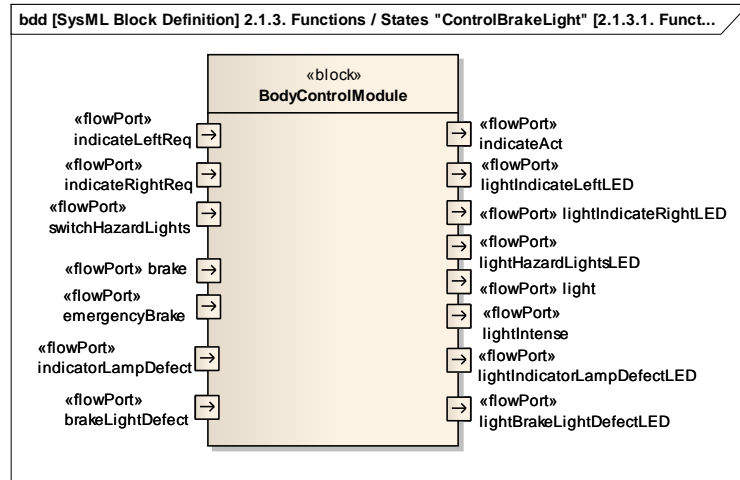 bdd [SysML Block Definition] 2.1.3. Functions / States "ControlBrakeLight" [2.1.3.1. Funct...
«block»
BodyControlModule
«flowPort»
indicateLeftReq
«flowPort»
indicateRightReq
«flowPort»
switchHazardLights
«flowPort» brake
«flowPort»
emergencyBrake
«flowPort»
indicatorLampDefect
«flowPort»
brakeLightDefect
«flowPort»
indicateAct
«flowPort»
lightIndicateLeftLED
«flowPort» lightIndicateRightLED
«flowPort»
lightHazardLightsLED
«flowPort» light
«flowPort»
lightIntense
«flowPort»
lightIndicatorLampDefectLED
«flowPort»
lightBrakeLightDefectLED